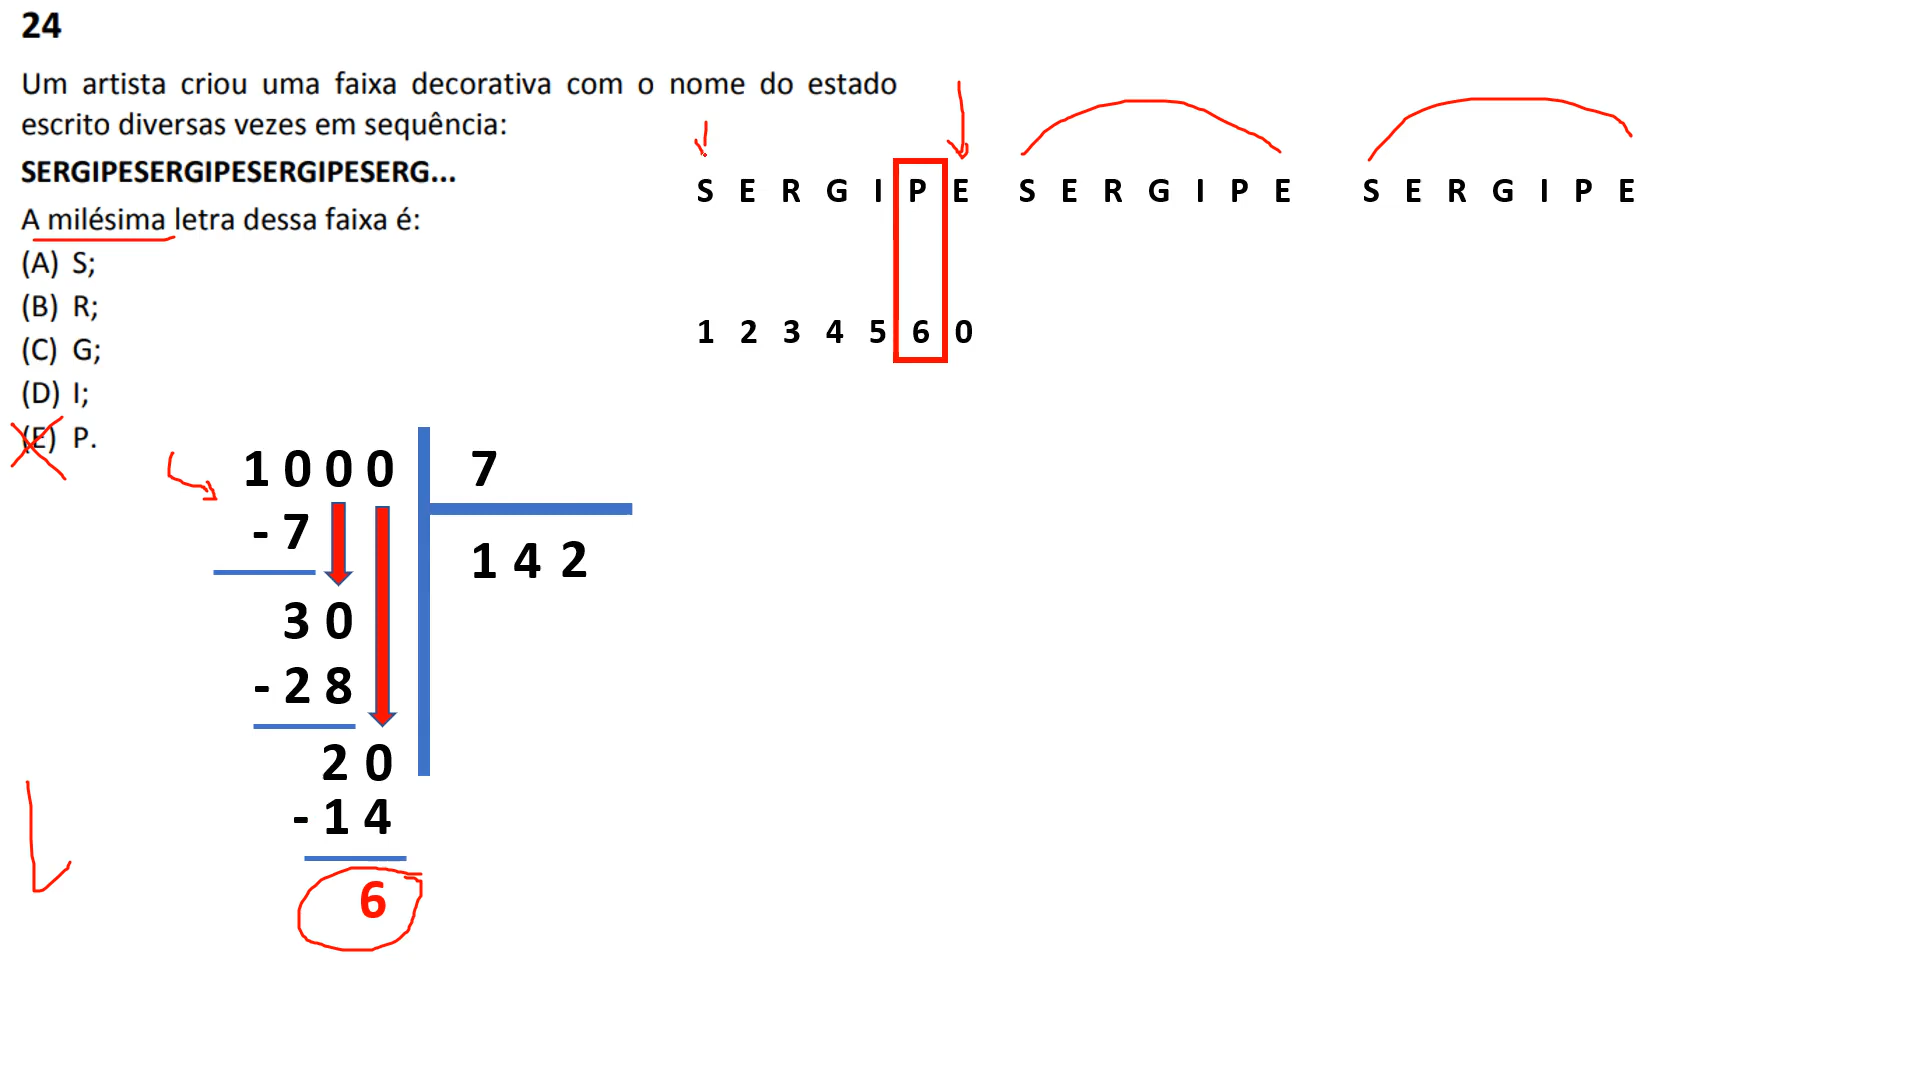 24
Um artista criou uma faixa decorativa com o nome do estado
escrito diversas vezes em sequência:
SERGIPESERGIPESERGIPESERG...
A milésima letra dessa faixa é:
(A) S;
(B) R;
(C) G;
(D) I;
(E) P.
S E R G I P E S E R G I P E S E R G I P E
1 2 3 4 5 6 0
1 0 0 0 7
- 7
1 4 2
3 0
- 2 8
2 0
- 1 4
6